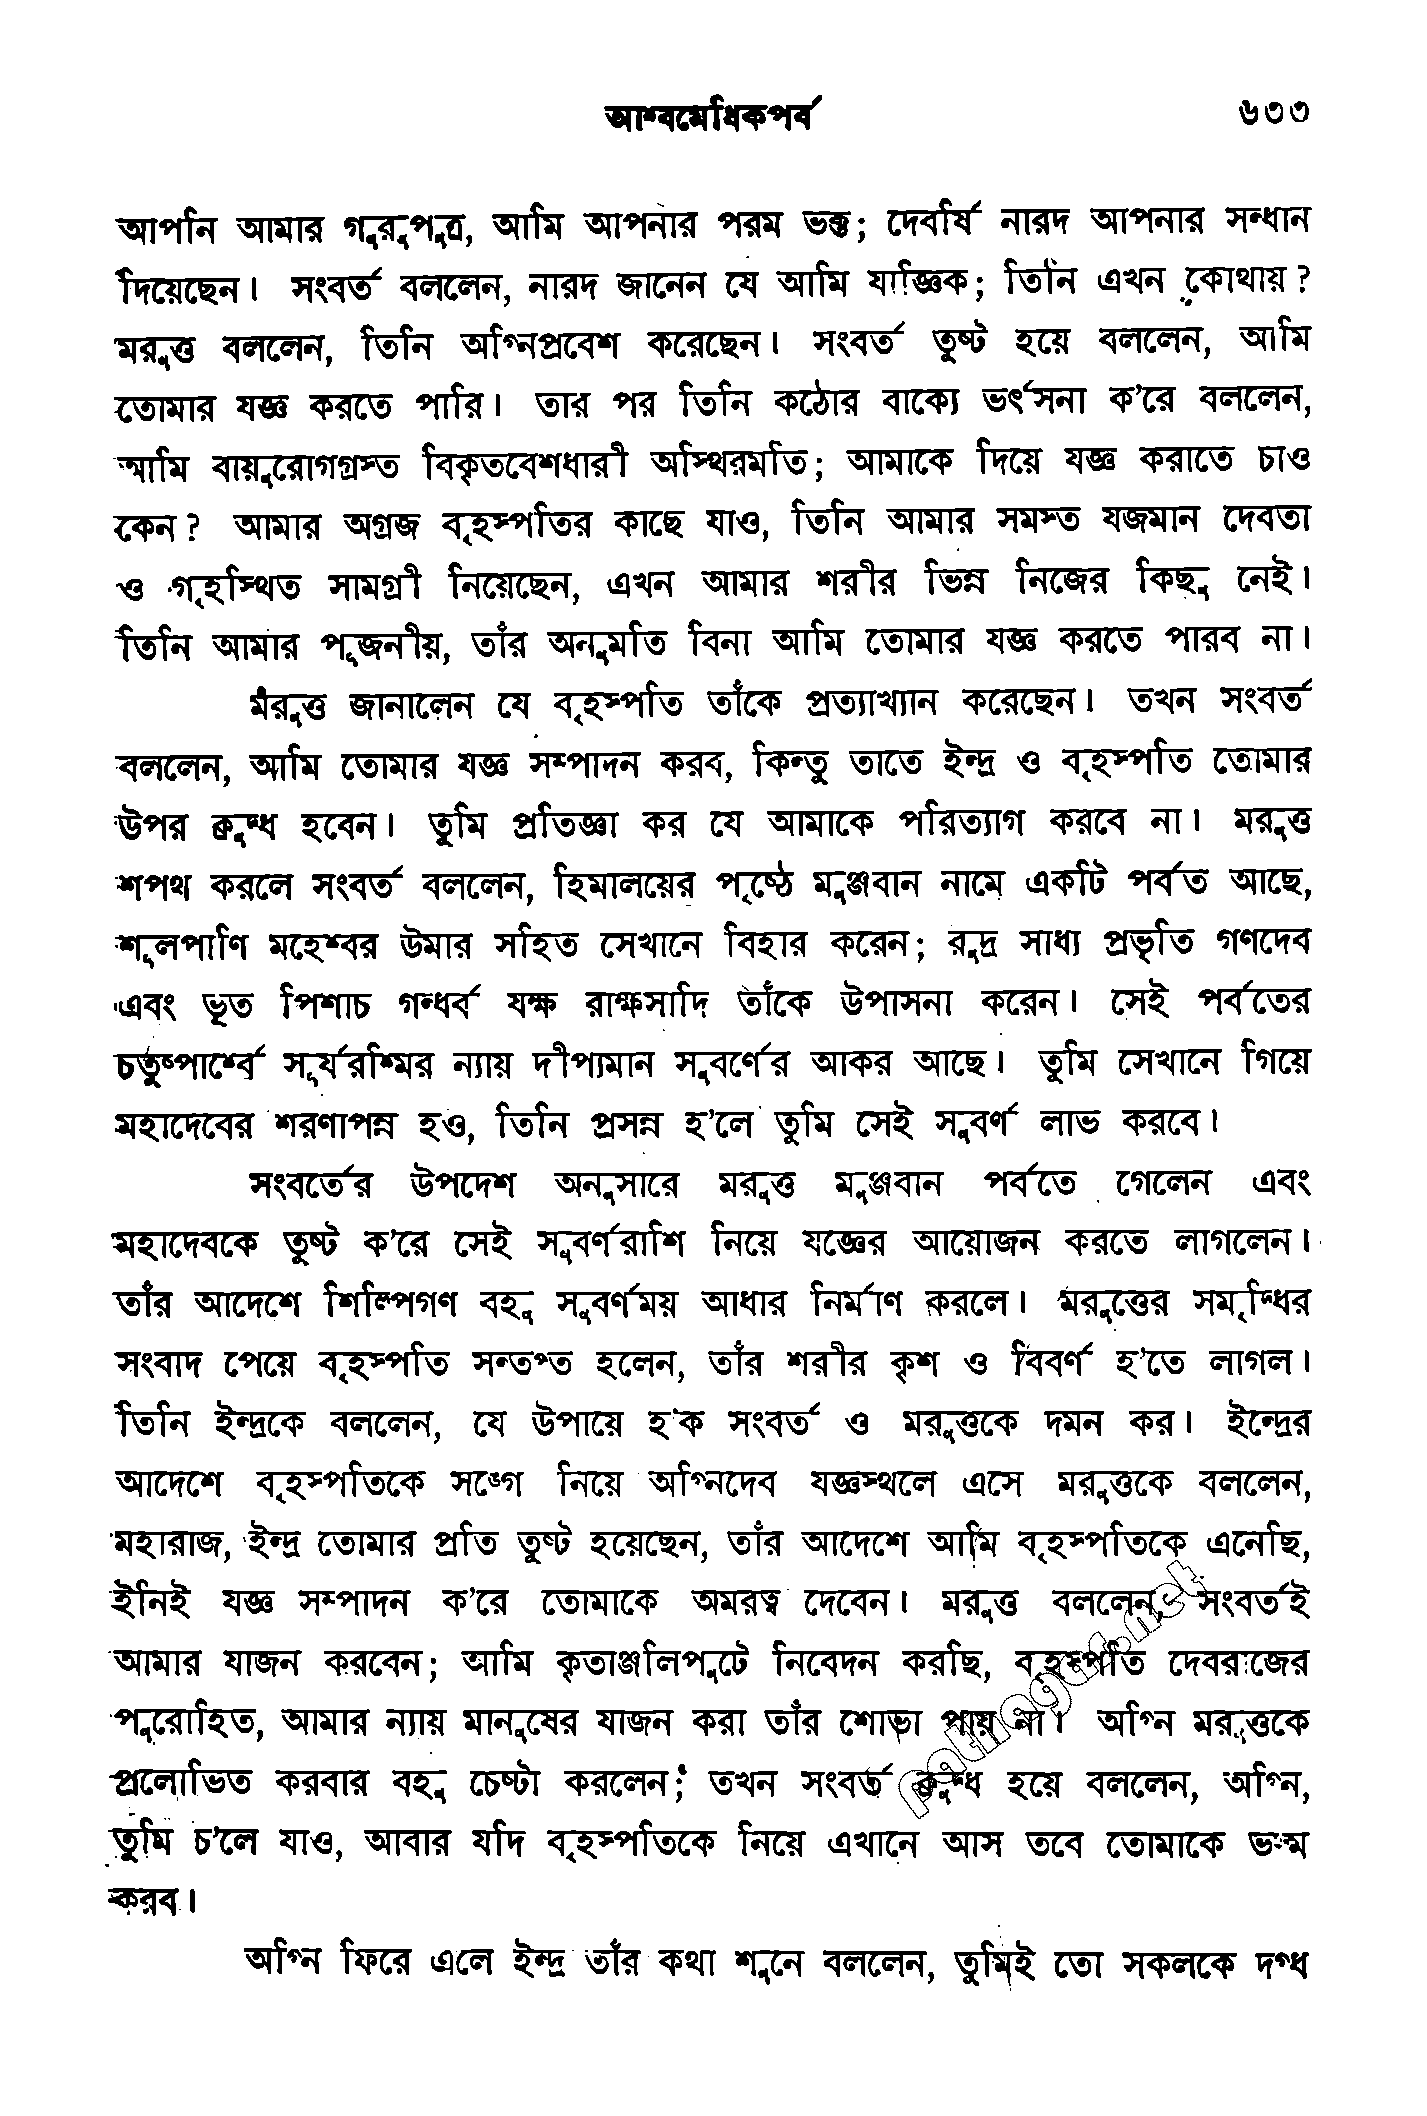 আশ্বমেধিকপর্ব ৬৩৩
আপনি আমার গুরুপুত্র, আমি আপনার পরম ভক্ত; দেবর্ষি নারদ আপনার সন্ধান
দিয়েছেন। সংবর্ত বললেন, নারদ জানেন যে আমি যাজ্ঞিক; তিনি এখন কোথায়?
মরুত্ত বললেন, তিনি অগ্নিপ্রবেশ করেছেন। সংবর্ত তুষ্ট হয়ে বললেন, আমি
তোমার যজ্ঞ করতে পারি। তার পর তিনি কঠোর বাক্যে ভর্ৎসনা ক’রে বললেন,
আমি বায়ুরোগগ্রস্ত বিকৃতবেশধারী অস্থিরমতি; আমাকে দিয়ে যজ্ঞ করাতে চাও
কেন? আমার অগ্রজ বৃহস্পতির কাছে যাও, তিনি আমার সমস্ত যজমান দেবতা
ও গৃহস্থিত সামগ্রী নিয়েছেন, এখন আমার শরীর ভিন্ন নিজের কিছু নেই।
তিনি আমার পূজনীয়, তাঁর অনুমতি বিনা আমি তোমার যজ্ঞ করতে পারব না।
মরুত্ত জানালেন যে বৃহস্পতি তাঁকে প্রত্যাখ্যান করেছেন। তখন সংবর্ত
বললেন, আমি তোমার যজ্ঞ সম্পাদন করব, কিন্তু তাতে ইন্দ্র ও বৃহস্পতি তোমার
উপর ক্রুদ্ধ হবেন। তুমি প্রতিজ্ঞা কর যে আমাকে পরিত্যাগ করবে না। মরুত্ত
শপথ করলে সংবর্ত বললেন, হিমালয়ের পৃষ্ঠে মুঞ্জবান নামে একটি পর্বত আছে,
শূলপাণি মহেশ্বর উমার সহিত সেখানে বিহার করেন; রুদ্র সাধ্য প্রভৃতি গণদেব
এবং ভূত পিশাচ গন্ধর্ব যক্ষ রাক্ষসাদি তাঁকে উপাসনা করেন। সেই পর্বতের
চতুষ্পার্শ্বে সূর্যরশ্মির ন্যায় দীপ্যমান সুবর্ণের আকর আছে। তুমি সেখানে গিয়ে
মহাদেবের শরণাপন্ন হও, তিনি প্রসন্ন হ’লে তুমি সেই সুবর্ণ লাভ করবে।
সংবর্তের উপদেশ অনুসারে মরুত্ত মুঞ্জবান পর্বতে গেলেন এবং
মহাদেবকে তুষ্ট ক’রে সেই সুবর্ণরাশি নিয়ে যজ্ঞের আয়োজন করতে লাগলেন।
তাঁর আদেশে শিল্পিগণ বহু সুবর্ণময় আধার নির্মাণ করলে। মরুত্তের সমৃদ্ধির
সংবাদ পেয়ে বৃহস্পতি সন্তপ্ত হলেন, তাঁর শরীর কৃশ ও বিবর্ণ হ’তে লাগল।
তিনি ইন্দ্রকে বললেন, যে উপায়ে হ’ক সংবর্ত ও মরুত্তকে দমন কর। ইন্দ্রের
আদেশে বৃহস্পতিকে সঙ্গে নিয়ে অগ্নিদেব যজ্ঞস্থলে এসে মরুত্তকে বললেন,
মহারাজ, ইন্দ্র তোমার প্রতি তুষ্ট হয়েছেন, তাঁর আদেশে আমি বৃহস্পতিকে এনেছি,
ইনিই যজ্ঞ সম্পাদন ক’রে তোমাকে অমরত্ব দেবেন। মরুত্ত বললেন, সংবর্তই
আমার যাজন করবেন; আমি কৃতাঞ্জলিপুটে নিবেদন করছি, বৃহস্পতি দেবরাজের
পুরোহিত, আমার ন্যায় মানুষের যাজন করা তাঁর শোভা পায় না। অগ্নি মরুত্তকে
প্রলোভিত করবার বহু চেষ্টা করলেন; তখন সংবর্ত ক্রুদ্ধ হয়ে বললেন, অগ্নি,
তুমি চ’লে যাও, আবার যদি বৃহস্পতিকে নিয়ে এখানে আস তবে তোমাকে ভস্ম
করব।
অগ্নি ফিরে এলে ইন্দ্র তাঁর কথা শুনে বললেন, তুমিই তো সকলকে দগ্ধ
pathagar.net